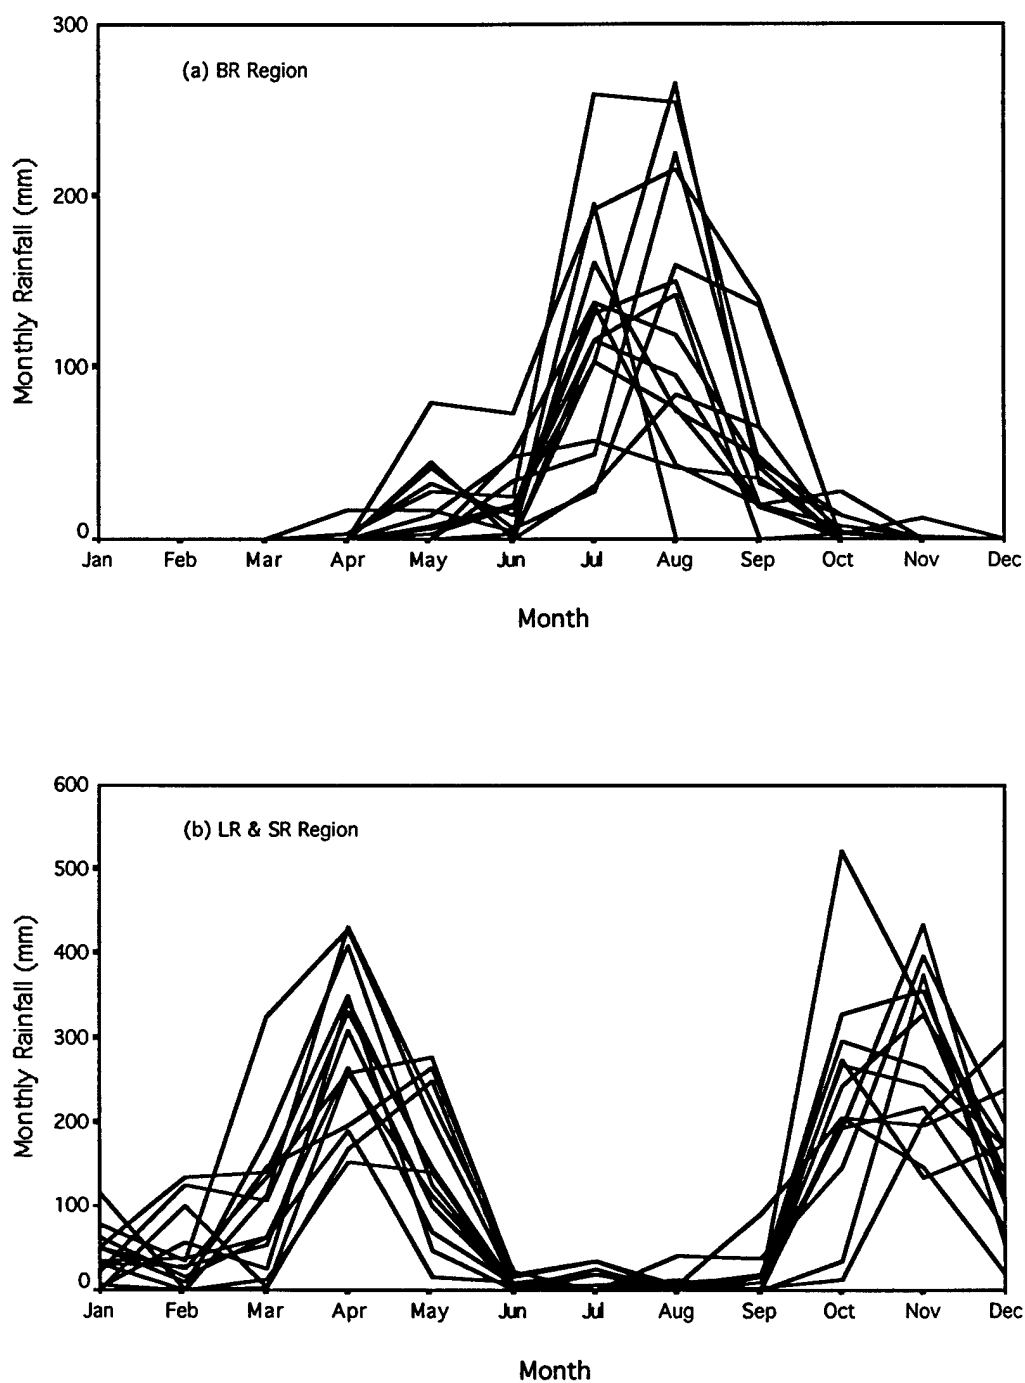 300
(a) BR Region
200
100
0
Monthly Rainfall (mm)
Jan Feb Mar Apr May Jun Jul Aug Sep Oct Nov Dec
Month
600
(b) LR & SR Region
500
400
300
200
100
0
Monthly Rainfall (mm)
Jan Feb Mar Apr May Jun Jul Aug Sep Oct Nov Dec
Month